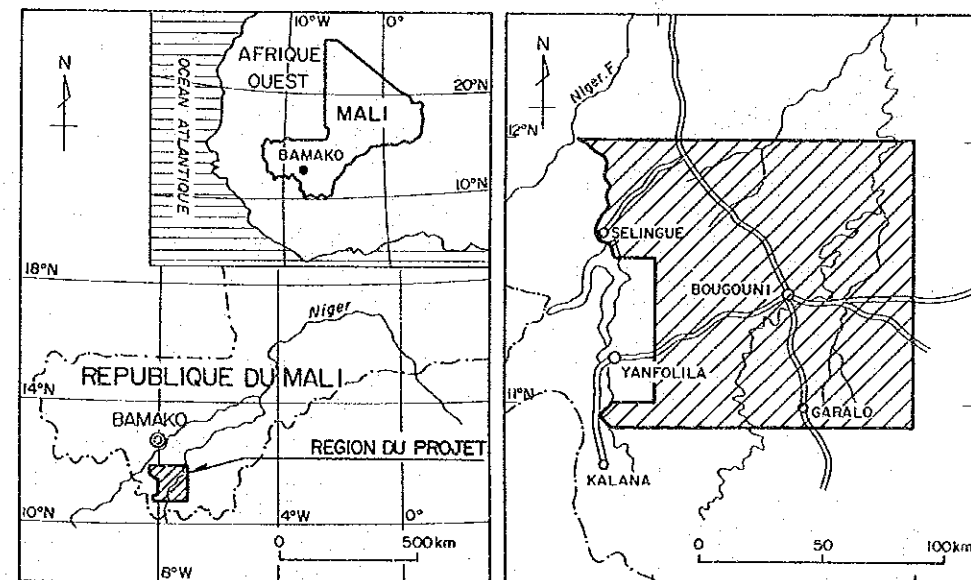 10°W
0°
AFRIQUE
OUEST
20°N
MALI
BAMAKO
10°N
OCEAN ATLANTIQUE
N
18°N
Niger
REPUBLIQUE DU MALI
14°N
BAMAKO
REGION DU PROJET
10°N
4°W
0°
0 500km
8°W
N
Niger. F.
12°N
SELINGUE
BOUGOUNI
YANFOLILA
11°N
GARALO
KALANA
0 50 100km